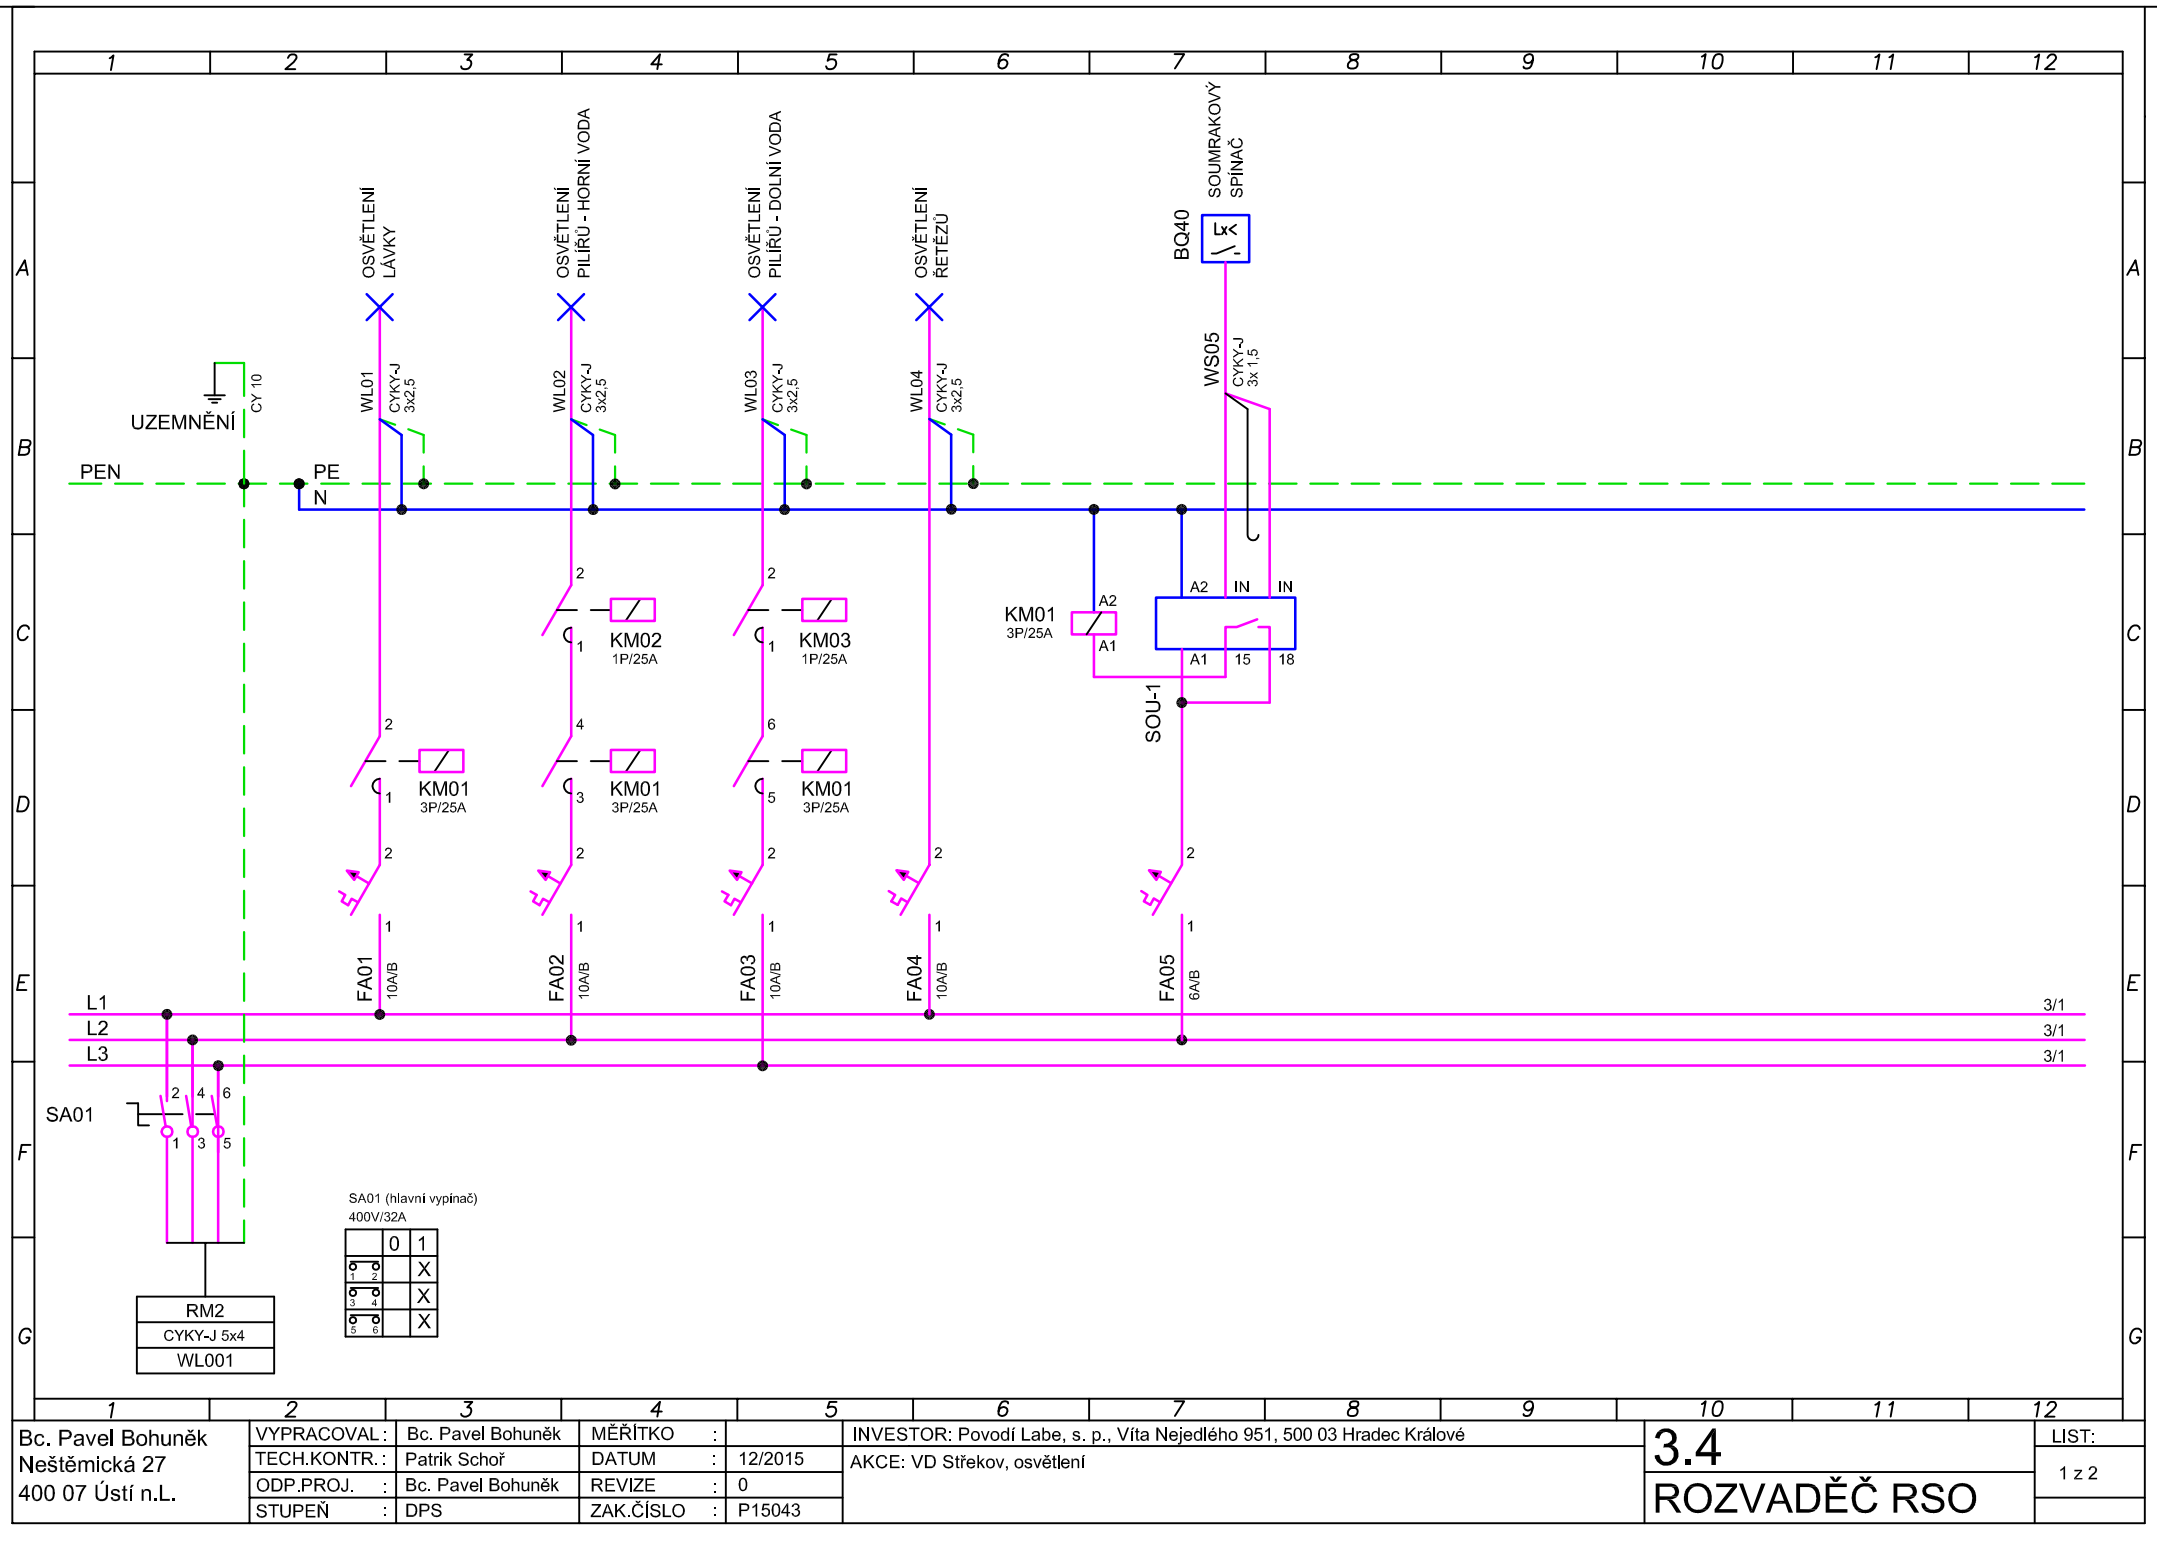 1 2 3 4 5 6 7 8 9 10 11 12
A
B
C
D
E
F
G
A
B
C
D
E
F
G
OSVĚTLENÍ
LÁVKY
OSVĚTLENÍ
PILÍŘŮ - HORNÍ VODA
OSVĚTLENÍ
PILÍŘŮ - DOLNÍ VODA
OSVĚTLENÍ
ŘETĚZŮ
SOUMRAKOVÝ
SPÍNAČ
BQ40
Lx<
WL01
CYKY-J
3x2,5
WL02
CYKY-J
3x2,5
WL03
CYKY-J
3x2,5
WL04
CYKY-J
3x2,5
WS05
CYKY-J
3x 1,5
UZEMNĚNÍ
CY 10
PEN
PE
N
2
KM02
1P/25A
1
2
KM03
1P/25A
1
KM01
3P/25A
A2
A1
A2 IN IN
A1 15 18
SOU-1
2
KM01
3P/25A
1
4
KM01
3P/25A
3
6
KM01
3P/25A
5
2
1
FA01
10A/B
2
1
FA02
10A/B
2
1
FA03
10A/B
2
1
FA04
10A/B
2
1
FA05
6A/B
L1 3/1
L2 3/1
L3 3/1
SA01
2 4 6
1 3 5
SA01 (hlavní vypínač)
400V/32A
0 1
1 2 X
3 4 X
5 6 X
RM2
CYKY-J 5x4
WL001
1 2 3 4 5 6 7 8 9 10 11 12
Bc. Pavel Bohuněk
Neštěmická 27
400 07 Ústí n.L.
VYPRACOVAL : Bc. Pavel Bohuněk
TECH.KONTR. : Patrik Schoř
ODP.PROJ. : Bc. Pavel Bohuněk
STUPEŇ : DPS
MĚŘÍTKO :
DATUM : 12/2015
REVIZE : 0
ZAK.ČÍSLO : P15043
INVESTOR: Povodí Labe, s. p., Víta Nejedlého 951, 500 03 Hradec Králové
AKCE: VD Střekov, osvětlení
3.4
ROZVADĚČ RSO
LIST:
1 z 2